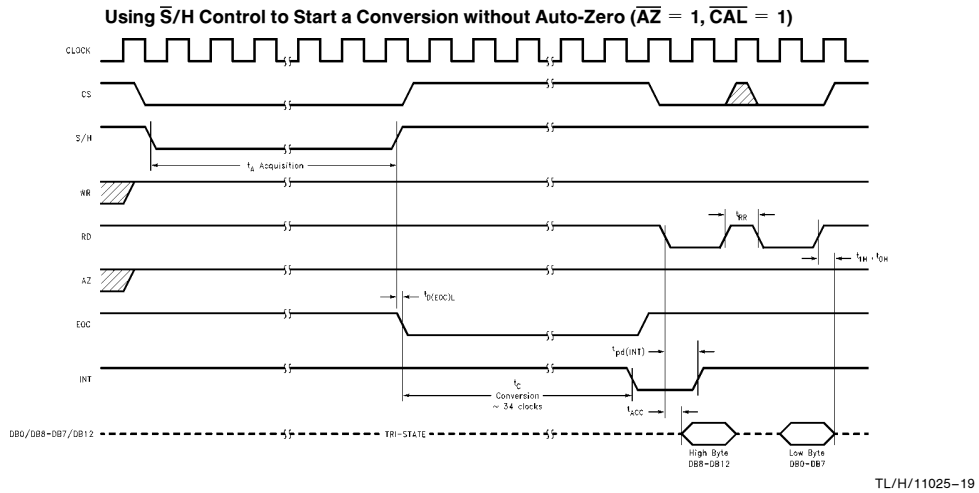 Using S̅/H Control to Start a Conversion without Auto-Zero (A̅Z̅ = 1, C̅A̅L̅ = 1)
CLOCK
CS
S/H
tA Acquisition
WR
RD
tRR
t1H, t0H
AZ
tD(EOC)L
EOC
tpd(INT)
INT
tC
Conversion
~ 34 clocks
tACC
DB0/DB8-DB7/DB12
TRI-STATE
High Byte
DB8-DB12
Low Byte
DB0-DB7
TL/H/11025-19